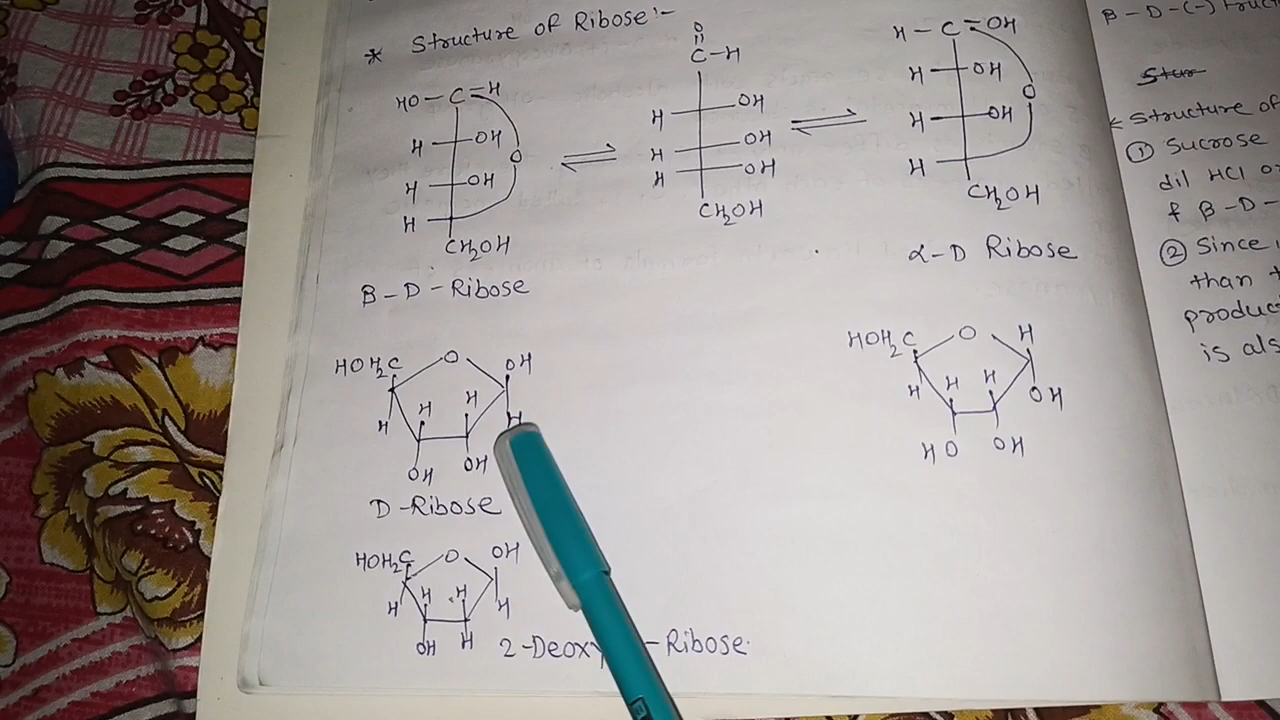 * Structure of Ribose:-
HO-C=H
H OH
H OH
H
O
CH₂OH
B-D-Ribose
O
C-H
H OH
H OH
H OH
CH₂OH
H-C=OH
H OH
H OH
H
O
CH₂OH
α-D Ribose
HOH₂C O OH
H H H H
OH OH
D-Ribose
HOH₂C O H
H H H OH
HO OH
HOH₂C O OH
H H H H
OH H
2-Deoxy -Ribose.
B-D-(-)
Structure of
① Sucrose
dil HCl
& B-D-
② Since
than
produc
is als